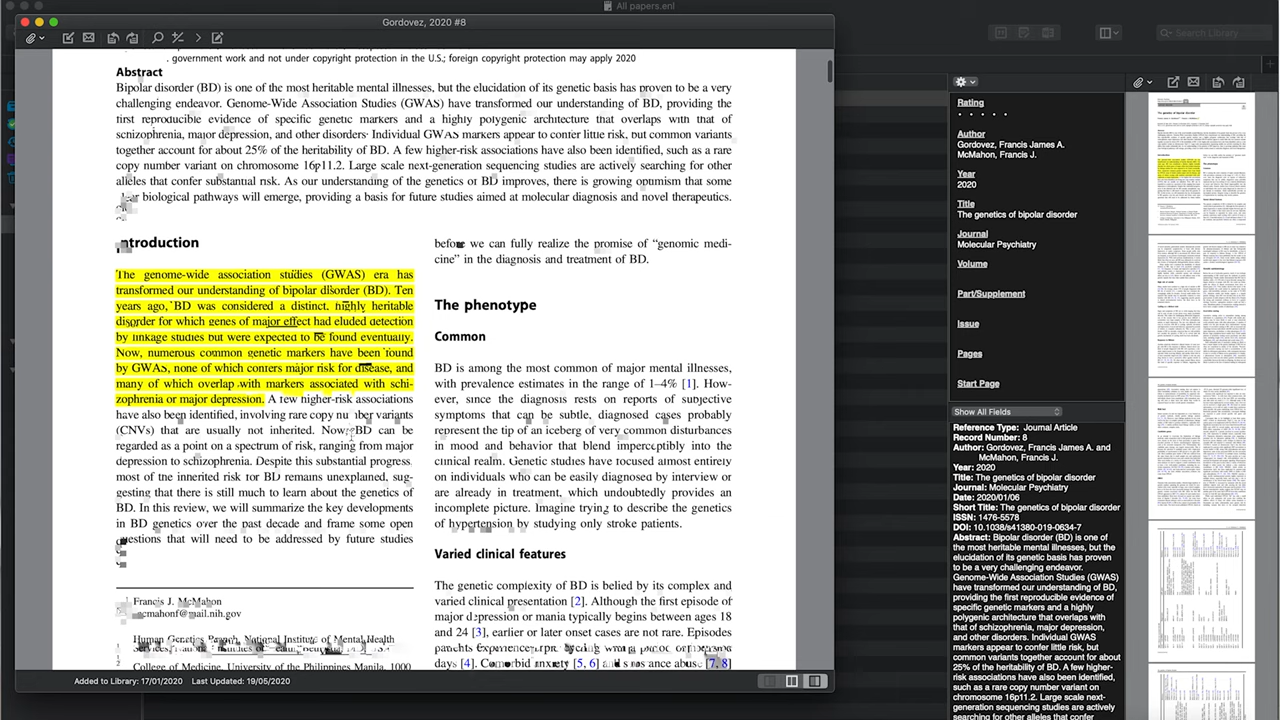 All papers.enl
Gordovez, 2020 #8
Search Library
government work and not under copyright protection in the U.S.; foreign copyright protection may apply 2020
Abstract
Bipolar disorder (BD) is one of the most heritable mental illnesses, but the elucidation of its genetic basis has proven to be a very
challenging endeavor. Genome-Wide Association Studies (GWAS) have transformed our understanding of BD, providing the
first reproducible evidence of specific genetic markers and a highly polygenic architecture that overlaps with that of
schizophrenia, major depression, and other disorders. Individual GWAS markers appear to confer little risk, but common variants
together account for about 25% of the heritability of BD. A few higher-risk associations have also been identified, such as a rare
copy number variant on chromosome 16p11.2. Large scale next-generation sequencing studies are actively searching for other
alleles that confer substantial risk. As our understanding of the genetics of BD improves, there is growing optimism that some
clear biological pathways will emerge, providing a basis for future studies aimed at molecular diagnosis and novel therapeutics.
Introduction
The genome-wide association studies (GWAS) era has
transformed our understanding of bipolar disorder (BD). Ten
years ago, BD was considered a distinct, highly heritable
disorder for which genes of major effect had eluded detection
by linkage studies but were expected to be found eventually.
Now, numerous common genetic markers have been found
by GWAS, none of which confers major risk for disease, and
many of which overlap with markers associated with schi-
zophrenia or major depression. A few higher-risk associations
have also been identified, involving rare copy number variants
(CNVs) that are usually not inherited. Now BD can be
regarded as a point on a spectrum of risk, ranging from major
depression to schizophrenia. Despite this substantial progress,
most of the inherited risk for BD remains unexplained, sug-
gesting that there is still much to learn about the genetics of
BD. In this review, we will summarize the key developments
in BD genetics over the past decade and frame some open
questions that will need to be addressed by future studies
Francis J. McMahon
mcmahonf@mail.nih.gov
Human Genetics Branch, National Institute of Mental Health
College of Medicine, University of the Philippines Manila, 1000
before we can fully realize the promise of “genomic medi-
cine” in the diagnosis and treatment of BD.
The phenotype
Common
BD is among the most common of major mental illnesses,
with prevalence estimates in the range of 1–4% [1]. How-
ever, since the diagnosis rests on reports of subjective
symptoms that may be subtle, diagnosed cases probably
represent the tip of an iceberg of very common disturbances
in mood and behavior that blend imperceptibly into the
clinical realm. Genetic studies have focused almost entirely
on individuals who can be easily diagnosed by interview or
are already in treatment, which undoubtedly provides an
incomplete picture, like trying to describe the genetics
of hypertension by studying only stroke patients.
Varied clinical features
The genetic complexity of BD is belied by its complex and
varied clinical presentation [2]. Although the first episode of
major depression or mania typically begins between ages 18
and 24 [3], earlier or later onset cases are not rare. Episodes
days [4]. Comorbid anxiety [5, 6] and substance abuse [7, 8]
Added to Library: 17/01/2020 Last Updated: 19/05/2020
Rating
Author
Gordovez, Francis James A.
McMahon, Francis J.
Year
2020
Title
The genetics of bipolar disorder
Journal
Molecular Psychiatry
Volume
Issue
Pages
Start Page
Show All Fields
Reference Type: Journal Article
Record Number: 8
Author: Gordovez, Francis James A.
McMahon, Francis J.
Year: 2020
Title: The genetics of bipolar disorder
Journal: Molecular Psychiatry
Date: 2020/01/06
Short Title: The genetics of bipolar disorder
ISSN: 1476-5578
DOI: 10.1038/s41380-019-0634-7
Abstract: Bipolar disorder (BD) is one of
the most heritable mental illnesses, but the
elucidation of its genetic basis has proven
to be a very challenging endeavor.
Genome-Wide Association Studies (GWAS)
have transformed our understanding of BD,
providing the first reproducible evidence of
specific genetic markers and a highly
polygenic architecture that overlaps with
that of schizophrenia, major depression,
and other disorders. Individual GWAS
markers appear to confer little risk, but
common variants together account for about
25% of the heritability of BD. A few higher-
risk associations have also been identified,
such as a rare copy number variant on
chromosome 16p11.2. Large scale next-
generation sequencing studies are actively
searching for other alleles that confer